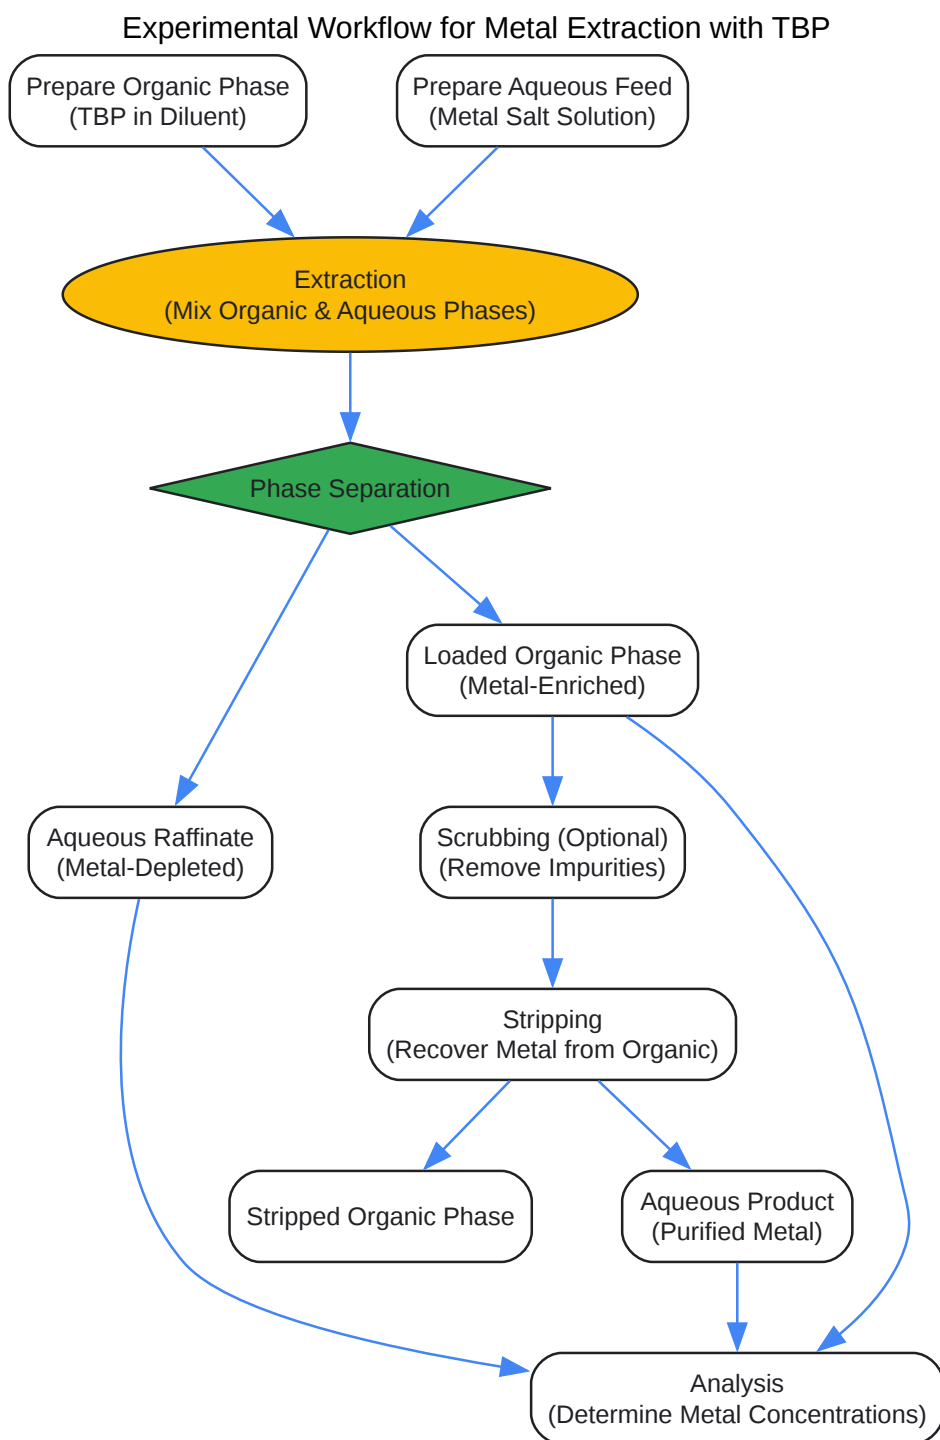 Experimental Workflow for Metal Extraction with TBP
Prepare Organic Phase
(TBP in Diluent)
Prepare Aqueous Feed
(Metal Salt Solution)
Extraction
(Mix Organic & Aqueous Phases)
Phase Separation
Loaded Organic Phase
(Metal-Enriched)
Aqueous Raffinate
(Metal-Depleted)
Scrubbing (Optional)
(Remove Impurities)
Stripping
(Recover Metal from Organic)
Stripped Organic Phase
Aqueous Product
(Purified Metal)
Analysis
(Determine Metal Concentrations)